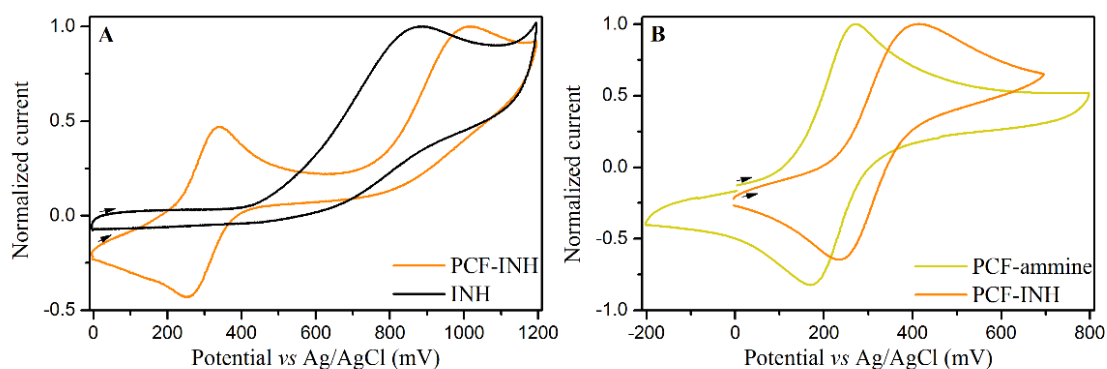 A
1.0
0.5
0.0
-0.5
Normalized current
PCF-INH
INH
0 200 400 600 800 1000 1200
Potential vs Ag/AgCl (mV)
B
1.0
0.5
0.0
-0.5
-1.0
Normalized current
PCF-ammine
PCF-INH
-200 0 200 400 600 800
Potential vs Ag/AgCl (mV)